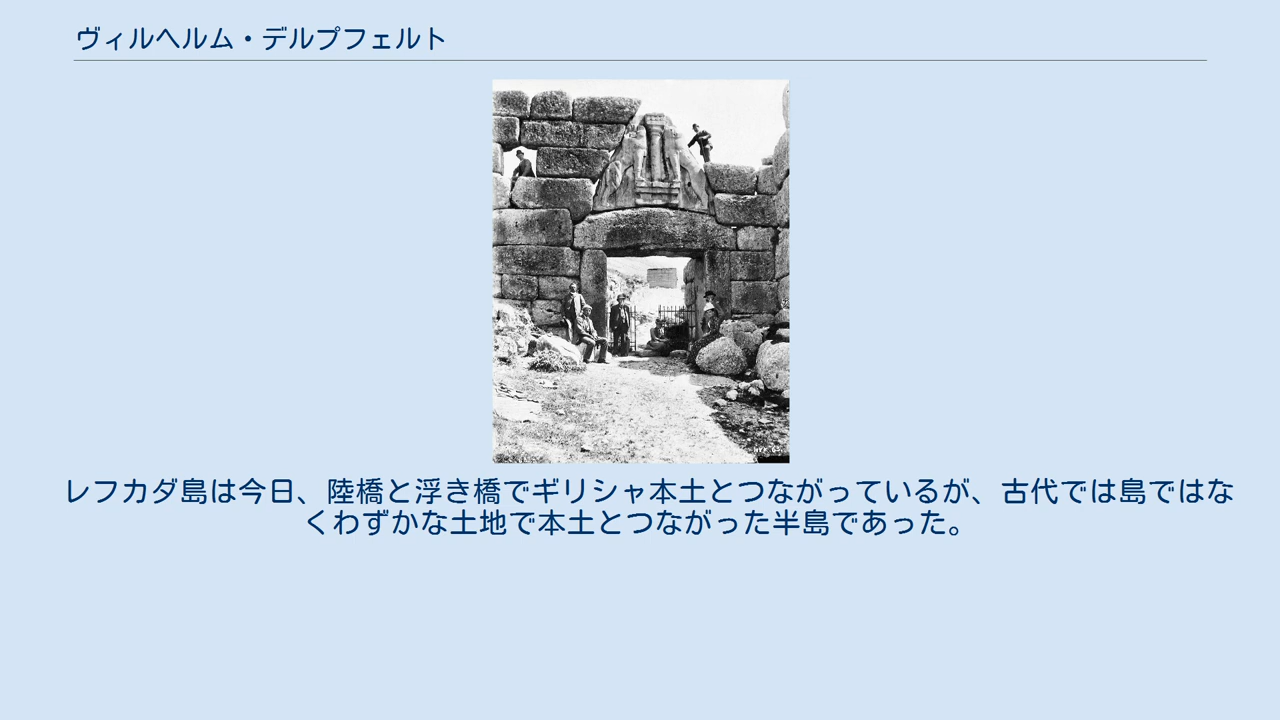 ヴィルヘルム・デルプフェルト
レフカダ島は今日、陸橋と浮き橋でギリシャ本土とつながっているが、古代では島ではな
くわずかな土地で本土とつながった半島であった。